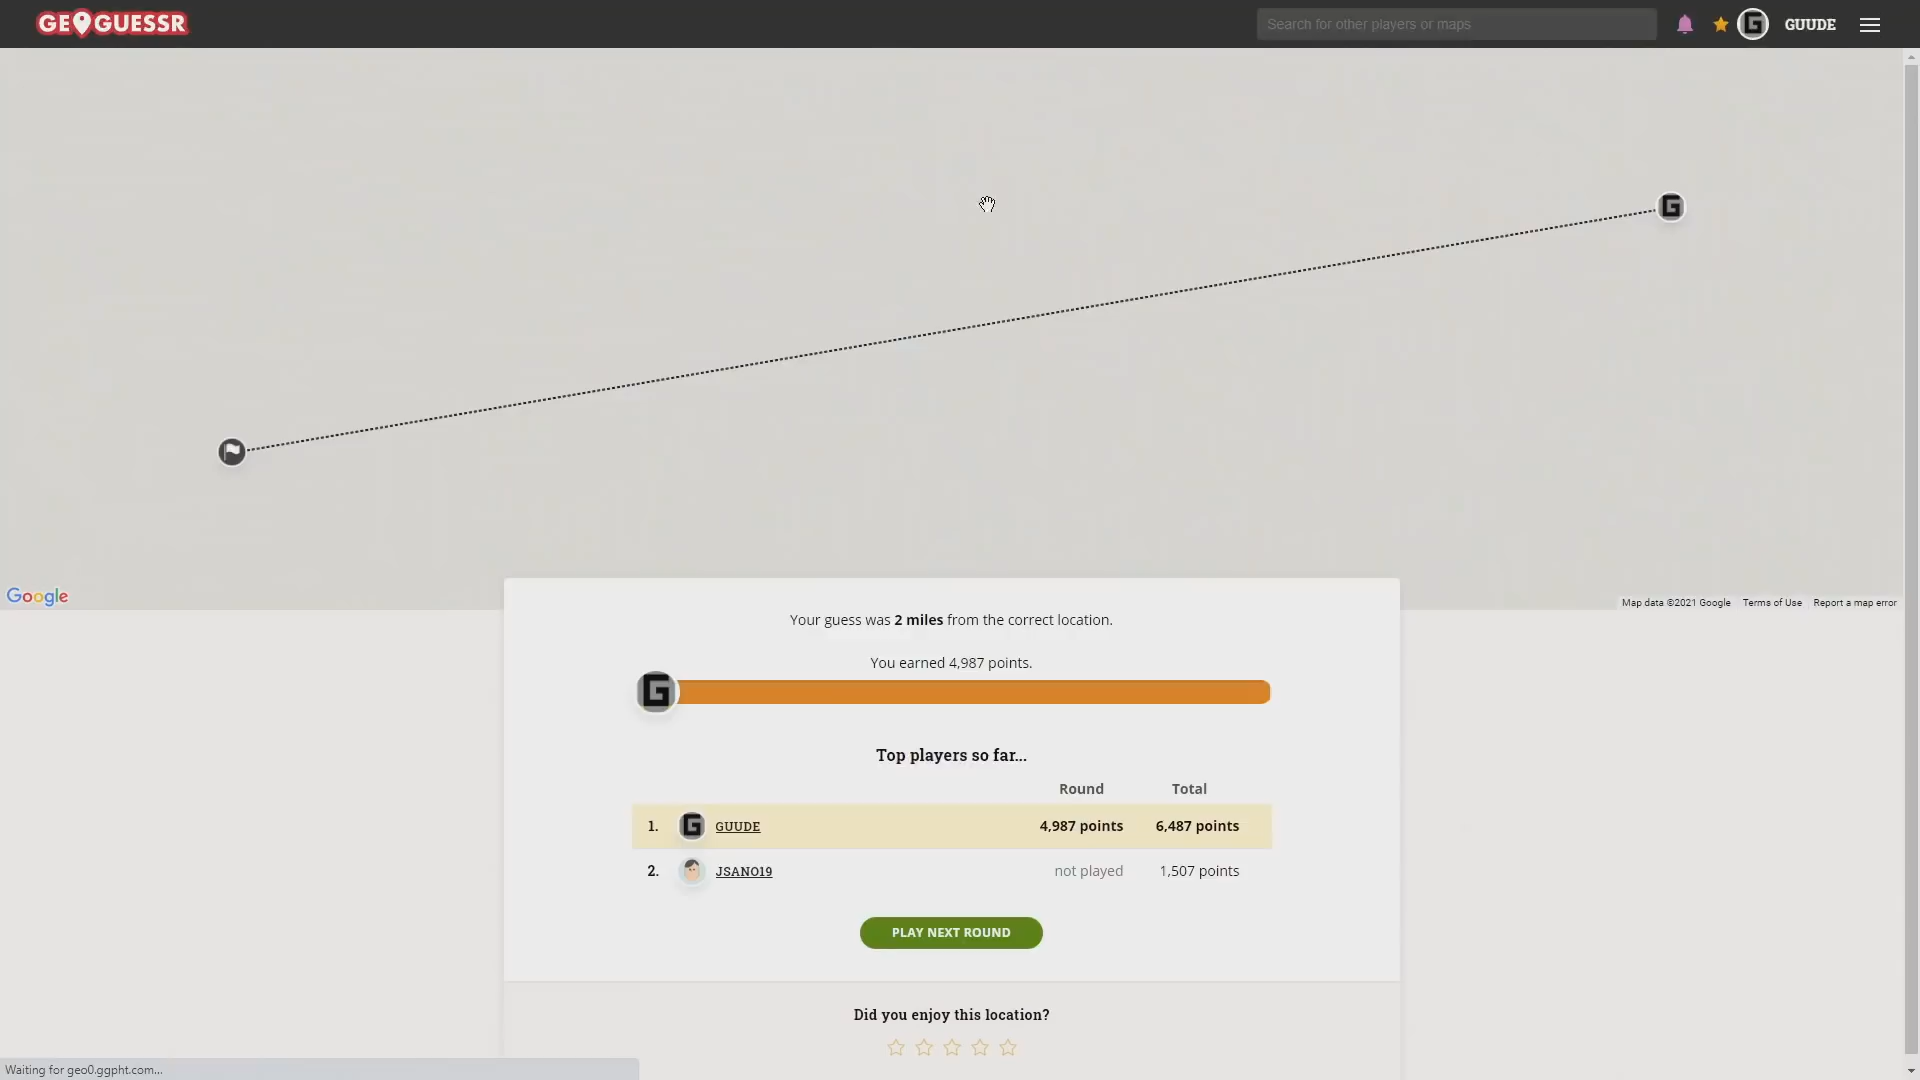 GEOGUESSR
Search for other players or maps
GUUDE
Google
Map data ©2021 Google Terms of Use Report a map error
Your guess was 2 miles from the correct location.
You earned 4,987 points.
Top players so far...
Round Total
1. GUUDE 4,987 points 6,487 points
2. JSANO19 not played 1,507 points
PLAY NEXT ROUND
Did you enjoy this location?
Waiting for geo0.ggpht.com...